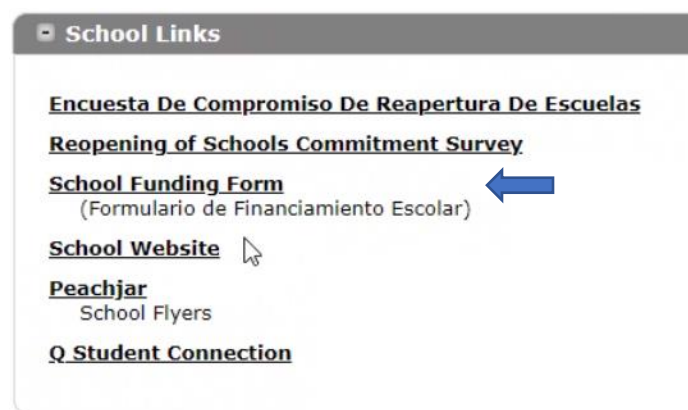 School Links
Encuesta De Compromiso De Reapertura De Escuelas
Reopening of Schools Commitment Survey
School Funding Form
(Formulario de Financiamiento Escolar)
School Website
Peachjar
School Flyers
Q Student Connection